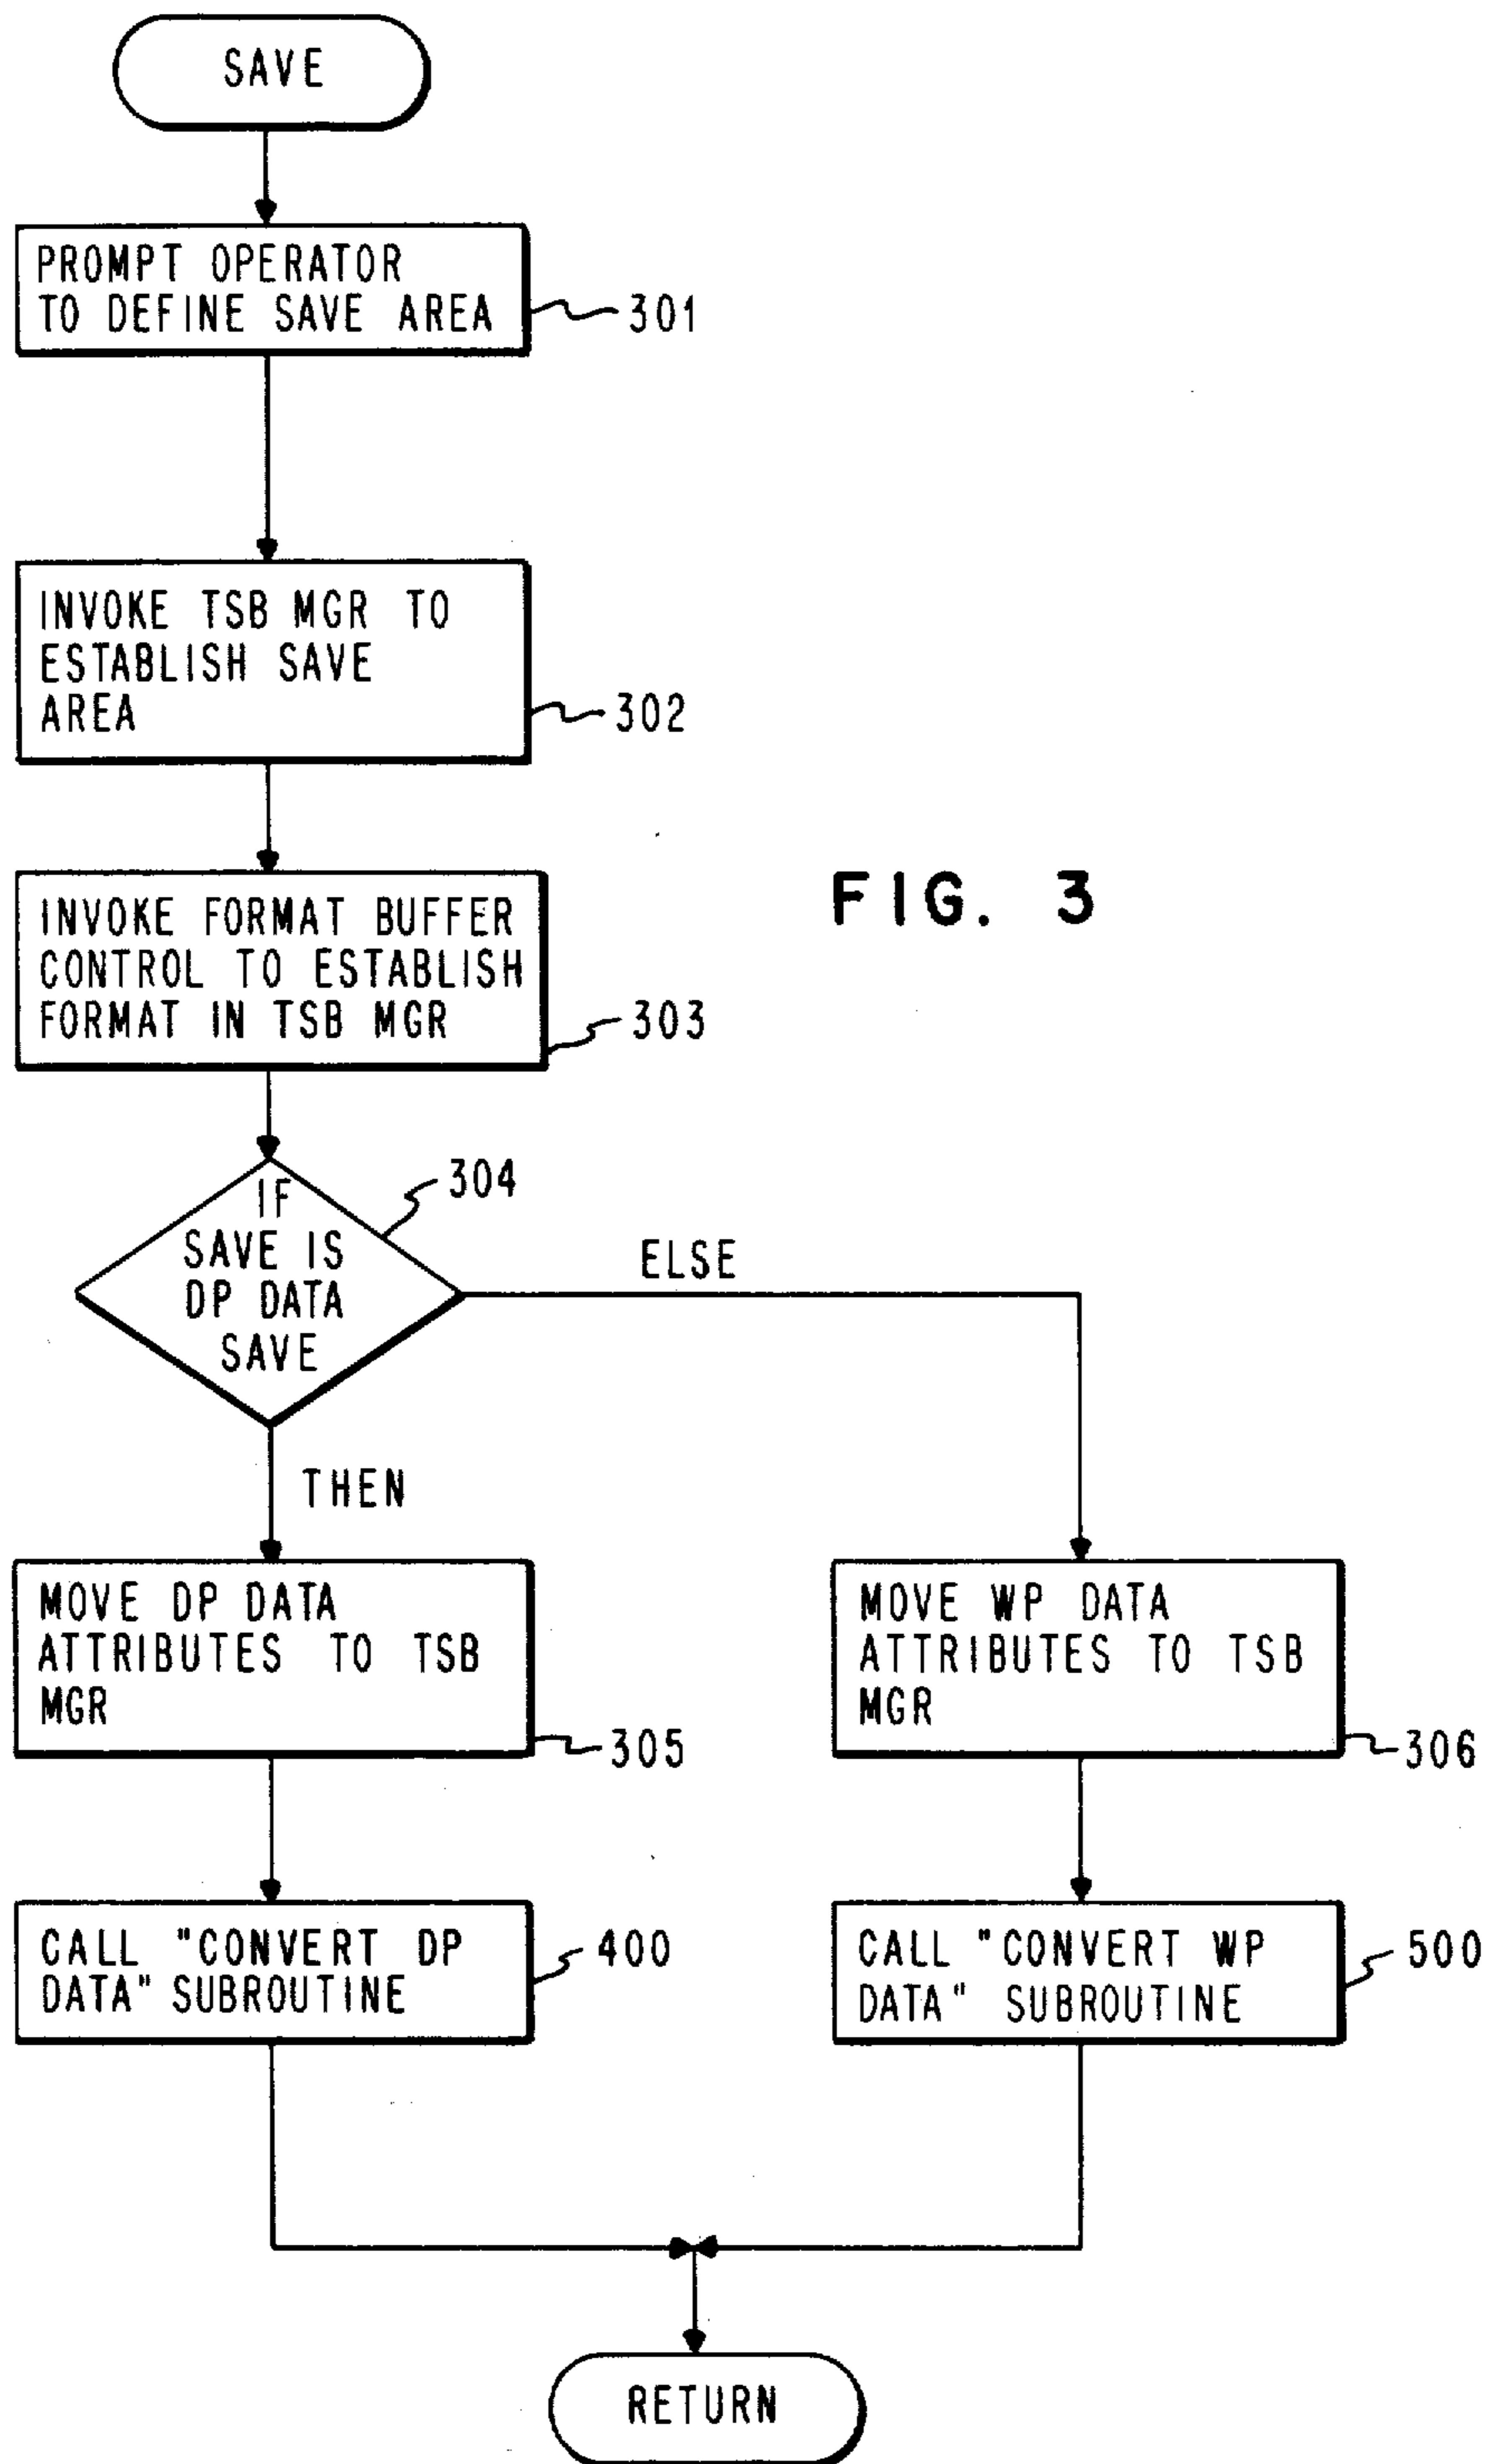 SAVE
PROMPT OPERATOR
TO DEFINE SAVE AREA
301
INVOKE TSB MGR TO
ESTABLISH SAVE
AREA
302
INVOKE FORMAT BUFFER
CONTROL TO ESTABLISH
FORMAT IN TSB MGR
303
FIG. 3
304
IF
SAVE IS
DP DATA
SAVE
ELSE
THEN
MOVE DP DATA
ATTRIBUTES TO TSB
MGR
305
MOVE WP DATA
ATTRIBUTES TO TSB
MGR
306
CALL "CONVERT DP
DATA" SUBROUTINE
400
CALL "CONVERT WP
DATA" SUBROUTINE
500
RETURN